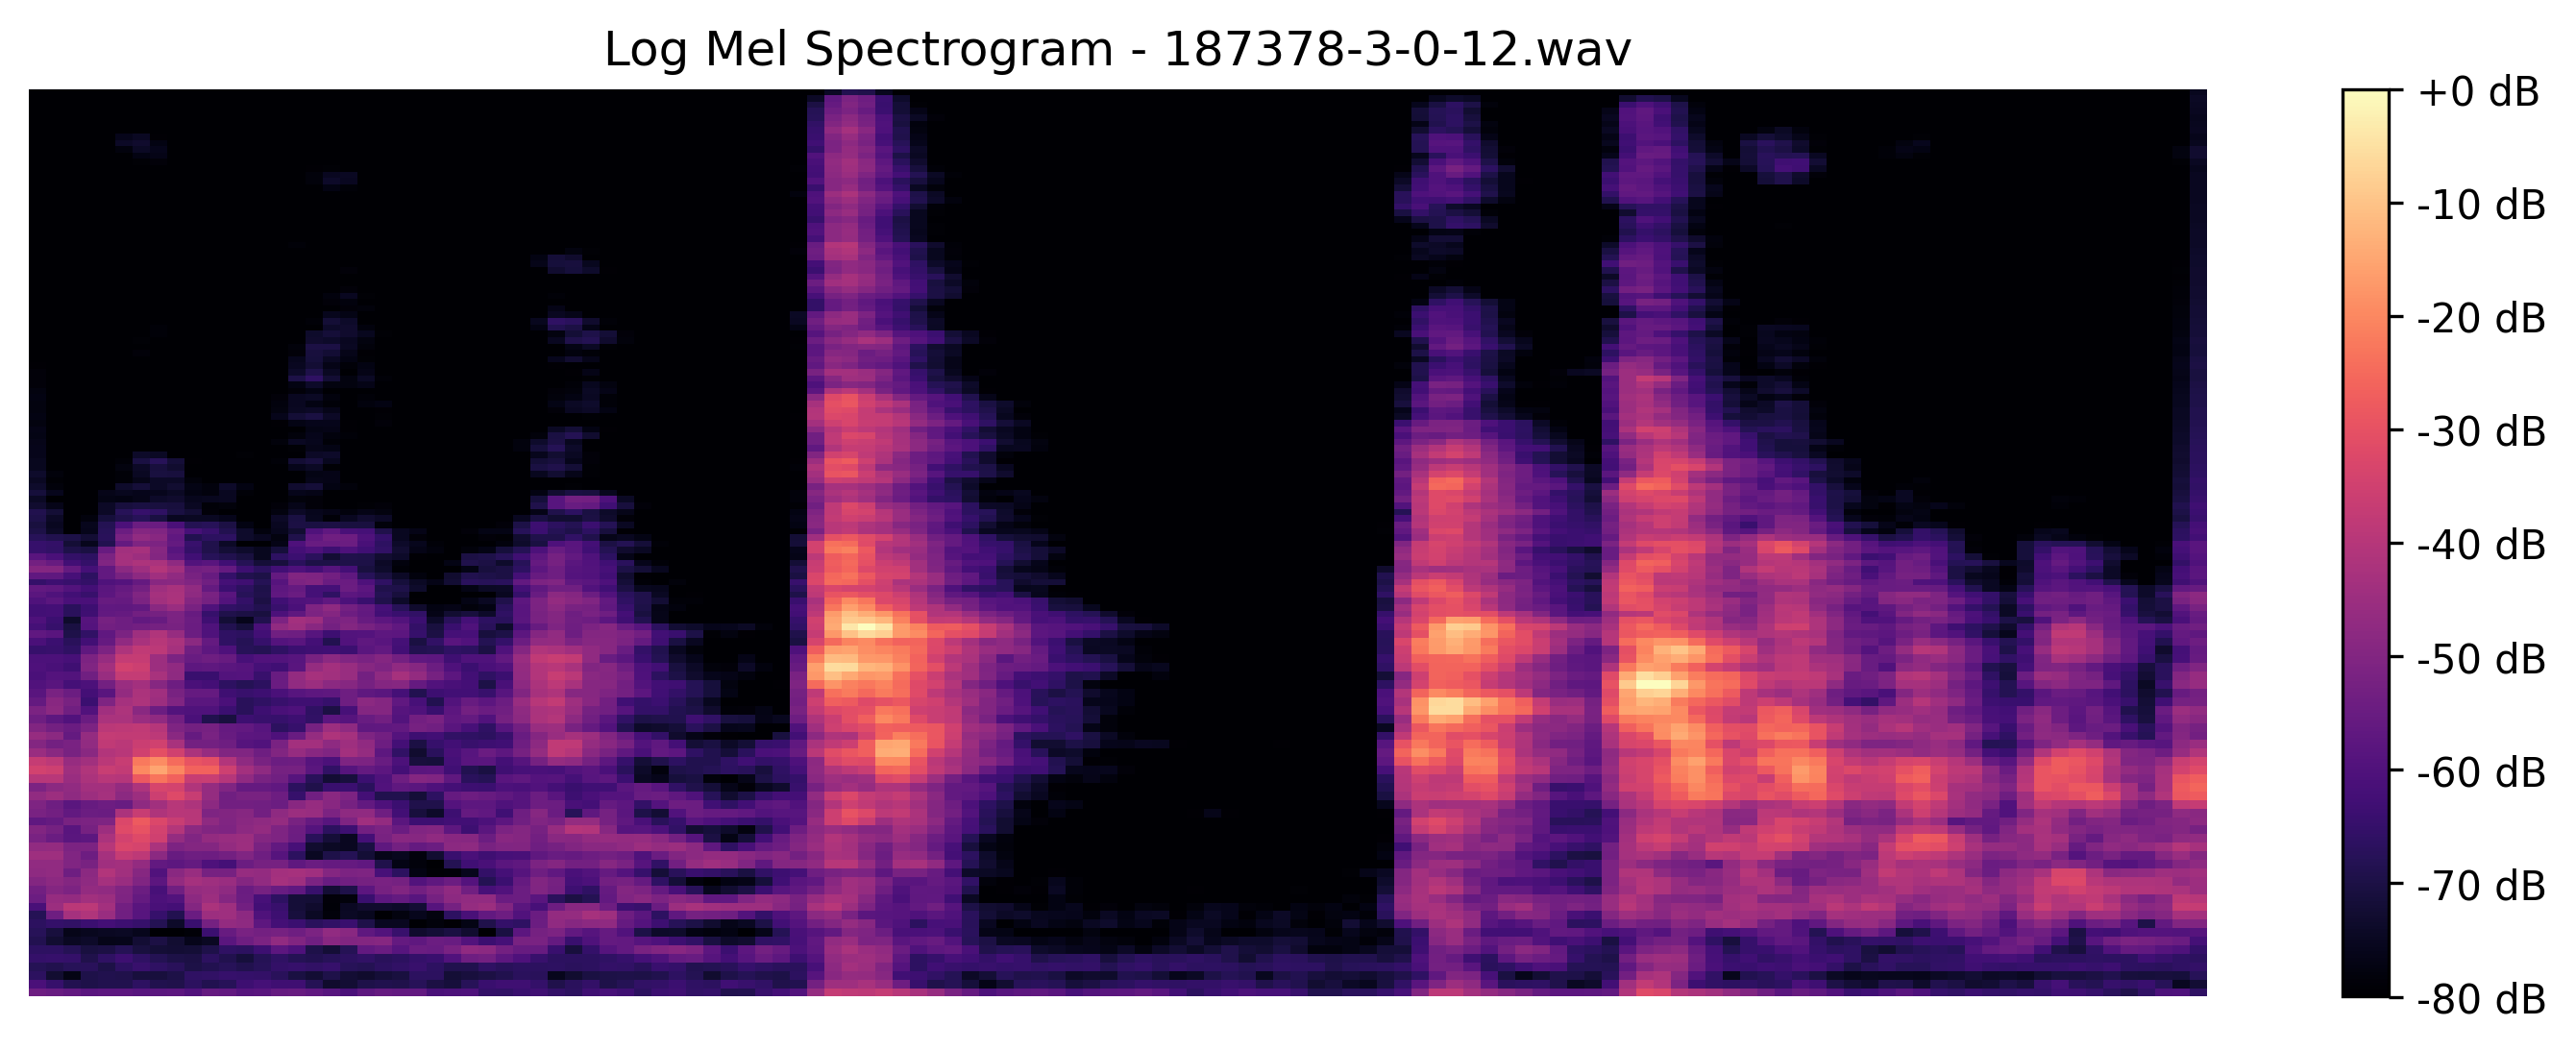 Log Mel Spectrogram - 187378-3-0-12.wav
+0 dB
-10 dB
-20 dB
-30 dB
-40 dB
-50 dB
-60 dB
-70 dB
-80 dB